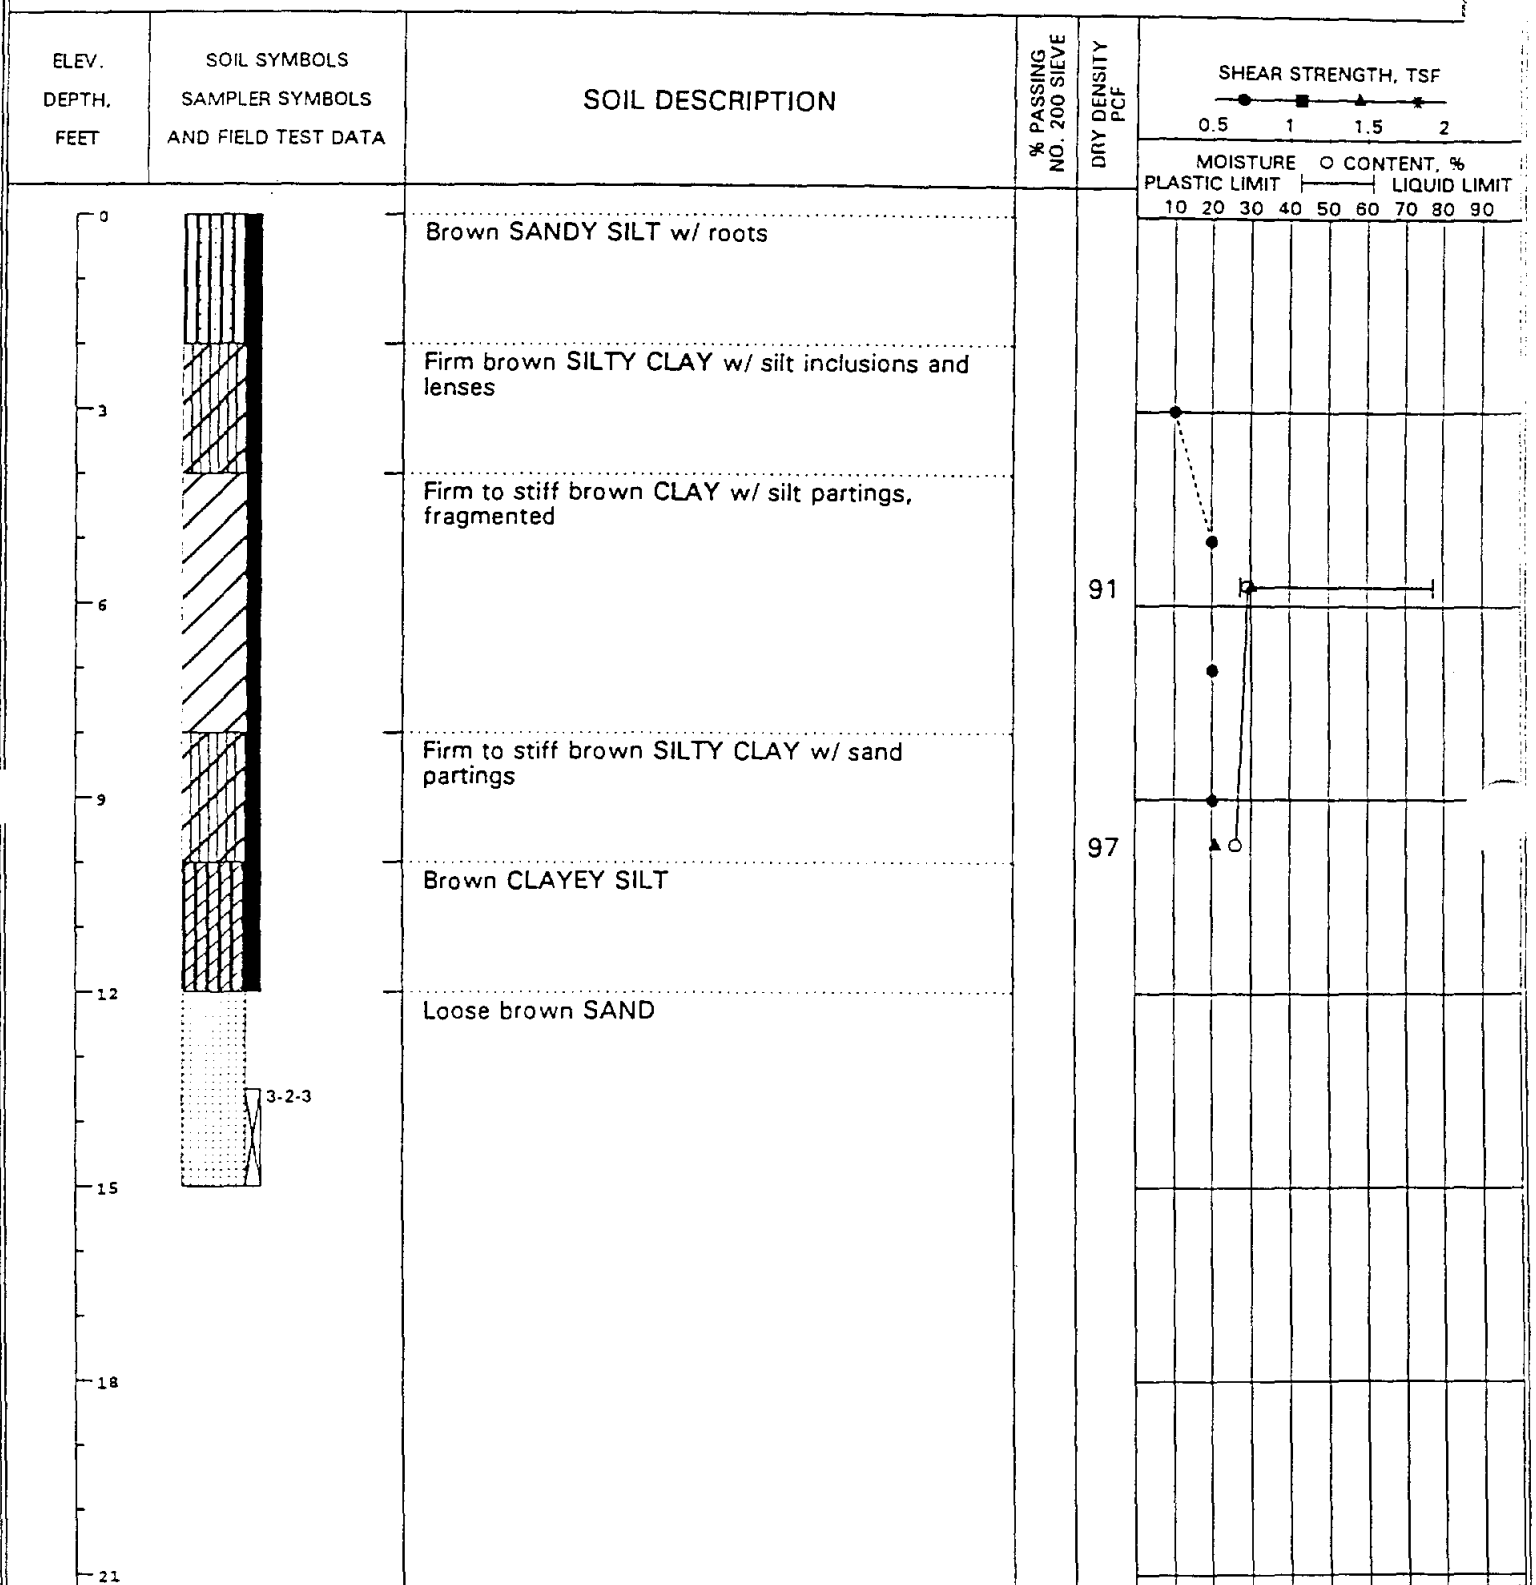 ELEV.
DEPTH,
FEET
SOIL SYMBOLS
SAMPLER SYMBOLS
AND FIELD TEST DATA
SOIL DESCRIPTION
% PASSING
NO. 200 SIEVE
DRY DENSITY
PCF
SHEAR STRENGTH, TSF
0.5 1 1.5 2
MOISTURE O CONTENT, %
PLASTIC LIMIT LIQUID LIMIT
10 20 30 40 50 60 70 80 90
0
Brown SANDY SILT w/ roots
Firm brown SILTY CLAY w/ silt inclusions and
lenses
3
Firm to stiff brown CLAY w/ silt partings,
fragmented
91
6
Firm to stiff brown SILTY CLAY w/ sand
partings
9
97
Brown CLAYEY SILT
12
Loose brown SAND
3-2-3
15
18
21